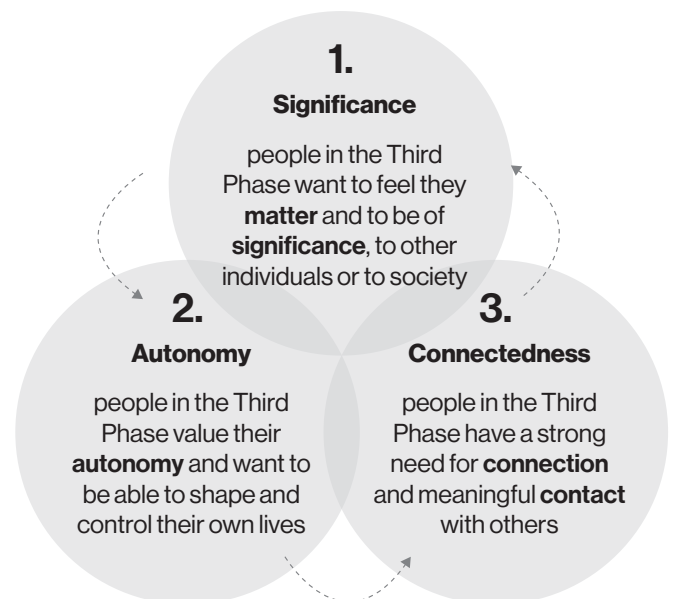 1.
Significance
people in the Third
Phase want to feel they
matter and to be of
significance, to other
individuals or to society
2.
Autonomy
people in the Third
Phase value their
autonomy and want to
be able to shape and
control their own lives
3.
Connectedness
people in the Third
Phase have a strong
need for connection
and meaningful contact
with others